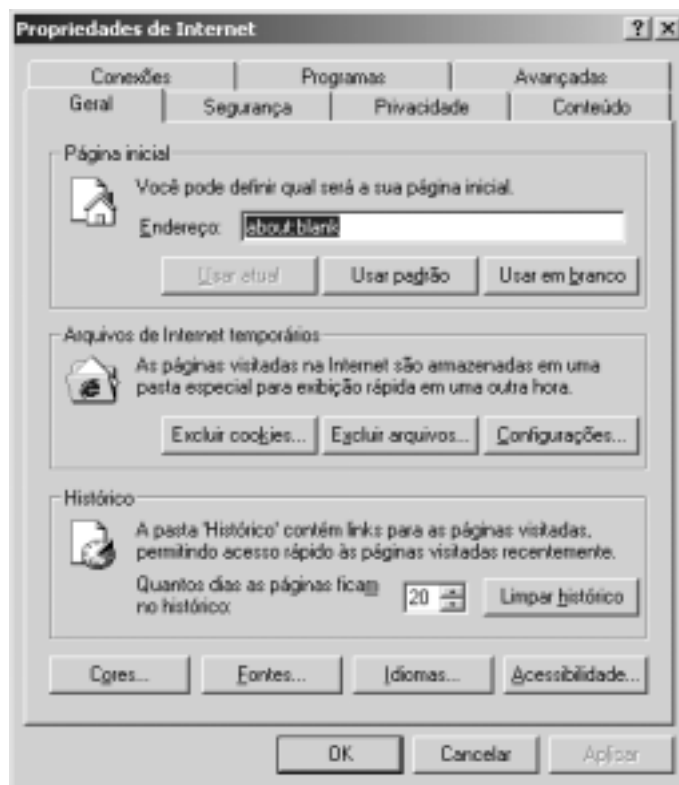 Propriedades de Internet
Conexões Programas Avançadas
Geral Segurança Privacidade Conteúdo
Página inicial
Você pode definir qual será a sua página inicial.
Endereço: about:blank
Usar atual Usar padrão Usar em branco
Arquivos de Internet temporários
As páginas visitadas na Internet são armazenadas em uma
pasta especial para exibição rápida em uma outra hora.
Excluir cookies... Excluir arquivos... Configurações...
Histórico
A pasta 'Histórico' contém links para as páginas visitadas,
permitindo acesso rápido às páginas visitadas recentemente.
Quantos dias as páginas ficam
no histórico: 20 Limpar histórico
Cores... Fontes... Idiomas... Acessibilidade...
OK Cancelar Aplicar